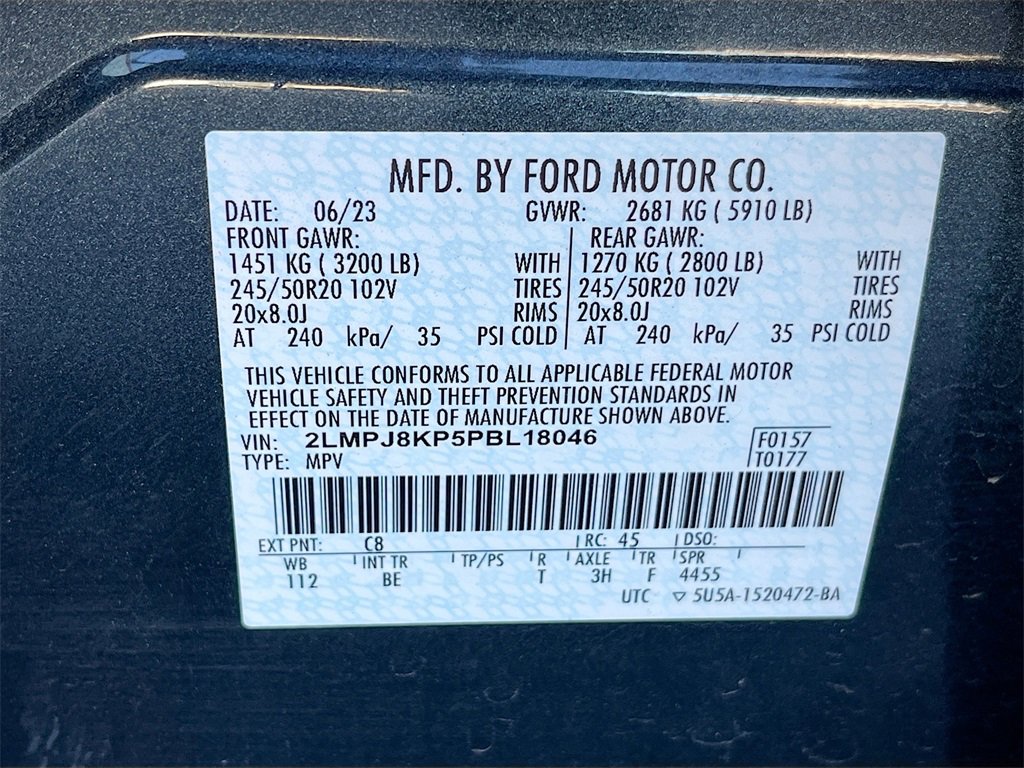 MFD. BY FORD MOTOR CO.
DATE: 06/23 GVWR: 2681 KG ( 5910 LB)
FRONT GAWR: REAR GAWR:
1451 KG ( 3200 LB) WITH 1270 KG ( 2800 LB) WITH
245/50R20 102V TIRES 245/50R20 102V TIRES
20x8.0J RIMS 20x8.0J RIMS
AT 240 kPa/ 35 PSI COLD AT 240 kPa/ 35 PSI COLD
THIS VEHICLE CONFORMS TO ALL APPLICABLE FEDERAL MOTOR
VEHICLE SAFETY AND THEFT PREVENTION STANDARDS IN
EFFECT ON THE DATE OF MANUFACTURE SHOWN ABOVE.
VIN: 2LMPJ8KP5PBL18046 F0157
TYPE: MPV T0177
EXT PNT: C8 RC: 45 DSO:
WB INT TR TP/PS R AXLE TR SPR
112 BE T 3H F 4455
UTC ▽ 5U5A-1520472-BA